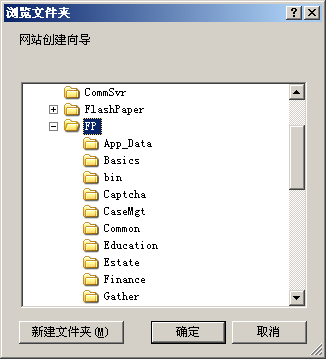 浏览文件夹
网站创建向导
CommSvr
FlashPaper
FP
App_Data
Basics
bin
Captcha
CaseMgt
Common
Education
Estate
Finance
Gather
新建文件夹(M) 确定 取消